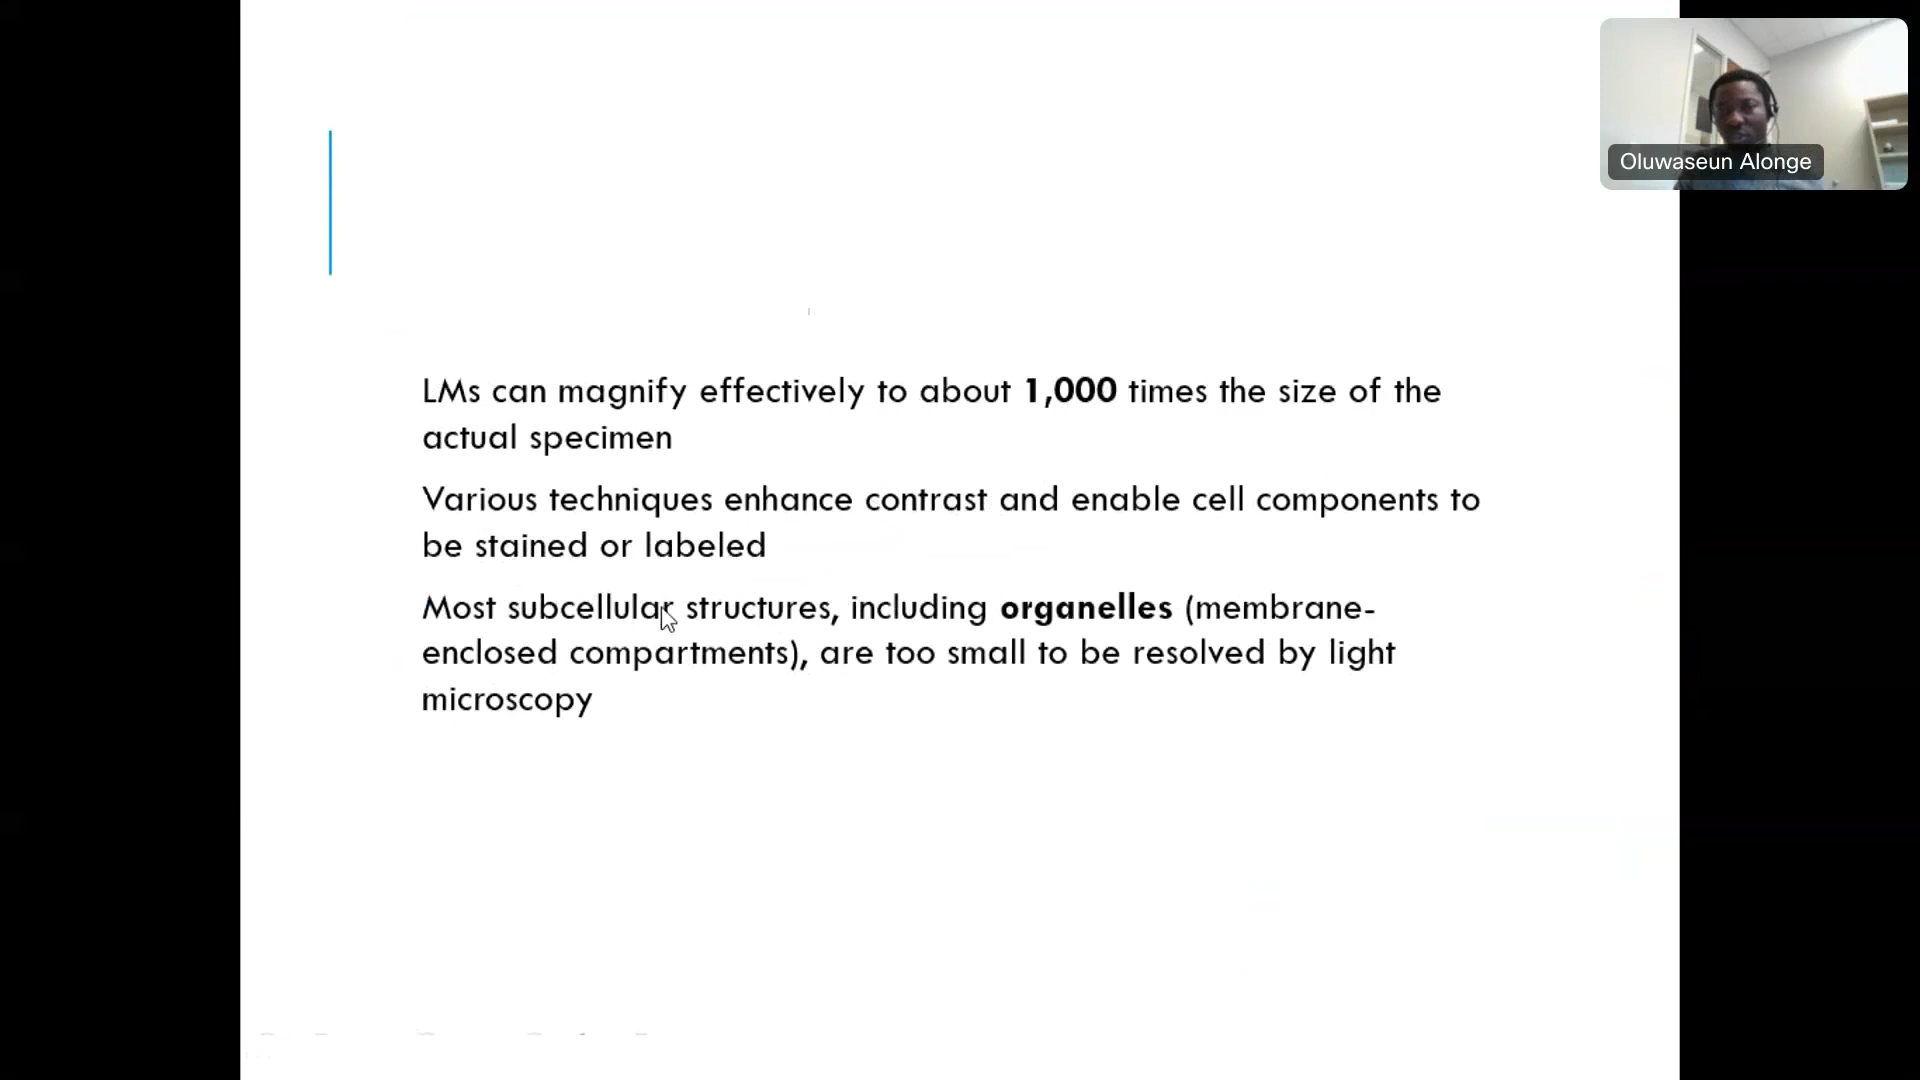 Oluwaseun Alonge
LMs can magnify effectively to about 1,000 times the size of the
actual specimen
Various techniques enhance contrast and enable cell components to
be stained or labeled
Most subcellular structures, including organelles (membrane-
enclosed compartments), are too small to be resolved by light
microscopy